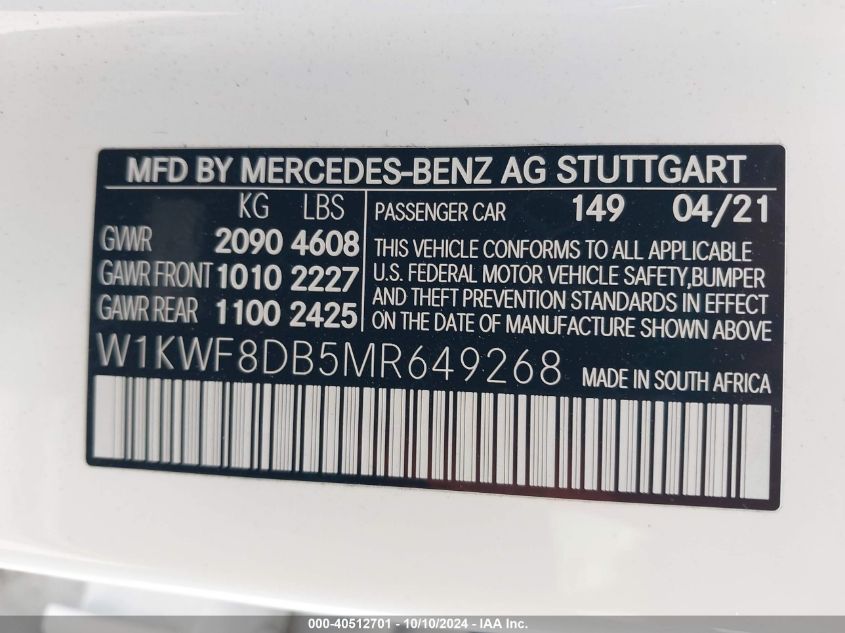 MFD BY MERCEDES-BENZ AG STUTTGART
KG LBS
GVWR 2090 4608
GAWR FRONT 1010 2227
GAWR REAR 1100 2425
PASSENGER CAR 149 04/21
THIS VEHICLE CONFORMS TO ALL APPLICABLE
U.S. FEDERAL MOTOR VEHICLE SAFETY,BUMPER
AND THEFT PREVENTION STANDARDS IN EFFECT
ON THE DATE OF MANUFACTURE SHOWN ABOVE
W1KWF8DB5MR649268 MADE IN SOUTH AFRICA
000-40512701 - 10/10/2024 - IAA Inc.